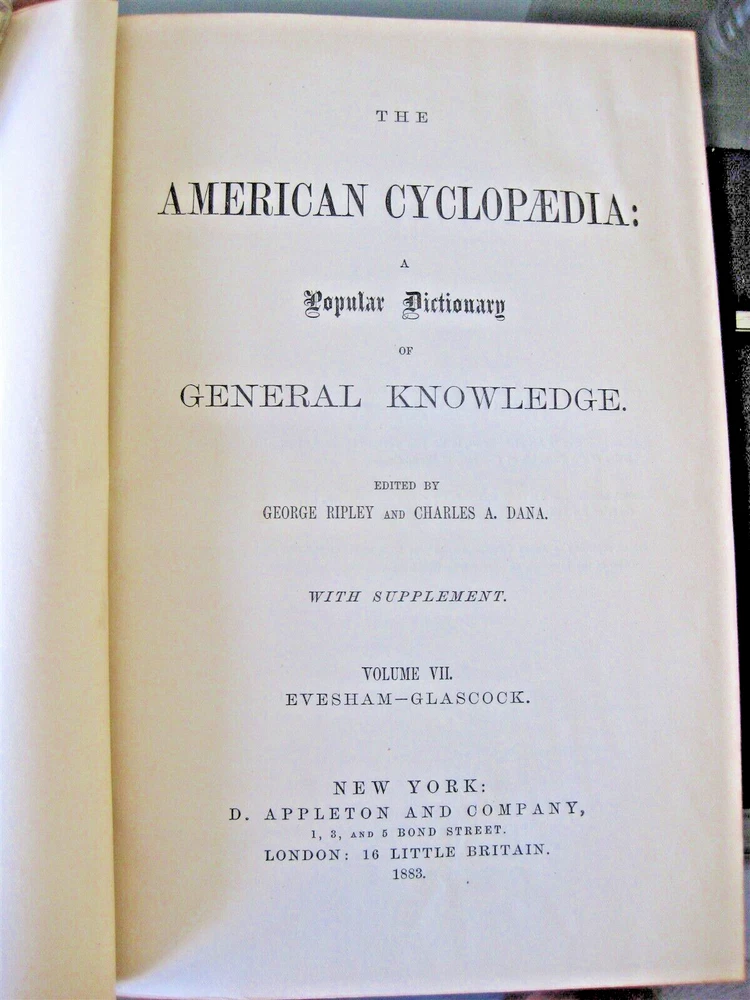 THE
AMERICAN CYCLOPÆDIA:
A
Popular Dictionary
OF
GENERAL KNOWLEDGE.
EDITED BY
GEORGE RIPLEY AND CHARLES A. DANA.
WITH SUPPLEMENT.
VOLUME VII.
EVESHAM–GLASCOCK.
NEW YORK:
D. APPLETON AND COMPANY,
1, 3, AND 5 BOND STREET.
LONDON: 16 LITTLE BRITAIN.
1883.